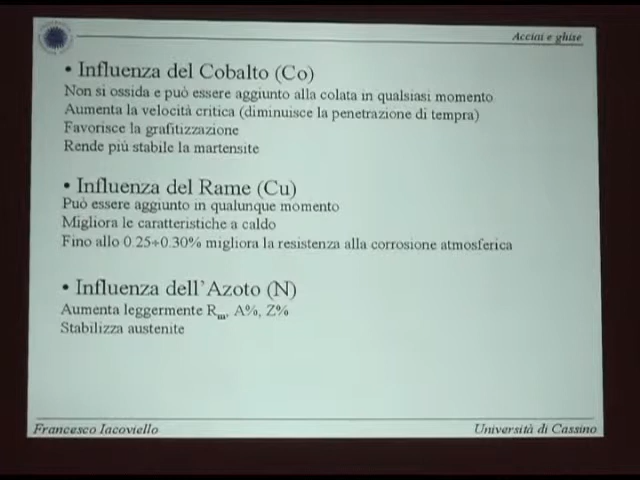 Acciai e ghise
• Influenza del Cobalto (Co)
Non si ossida e può essere aggiunto alla colata in qualsiasi momento
Aumenta la velocità critica (diminuisce la penetrazione di tempra)
Favorisce la grafitizzazione
Rende più stabile la martensite
• Influenza del Rame (Cu)
Può essere aggiunto in qualunque momento
Migliora le caratteristiche a caldo
Fino allo 0.25÷0.30% migliora la resistenza alla corrosione atmosferica
• Influenza dell'Azoto (N)
Aumenta leggermente Rm, A%, Z%
Stabilizza austenite
Francesco Iacoviello
Università di Cassino